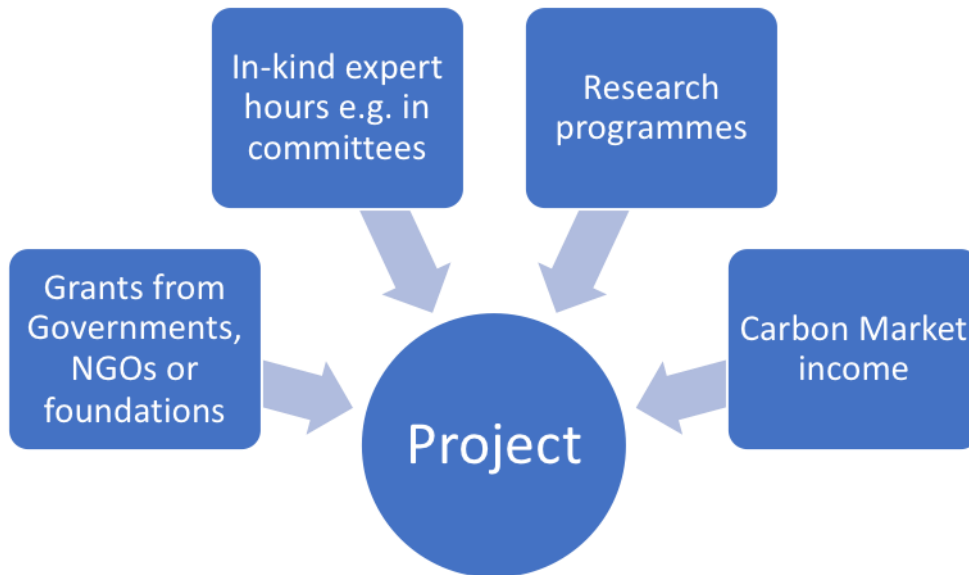 In-kind expert
hours e.g. in
committees
Research
programmes
Grants from
Governments,
NGOs or
foundations
Carbon Market
income
Project